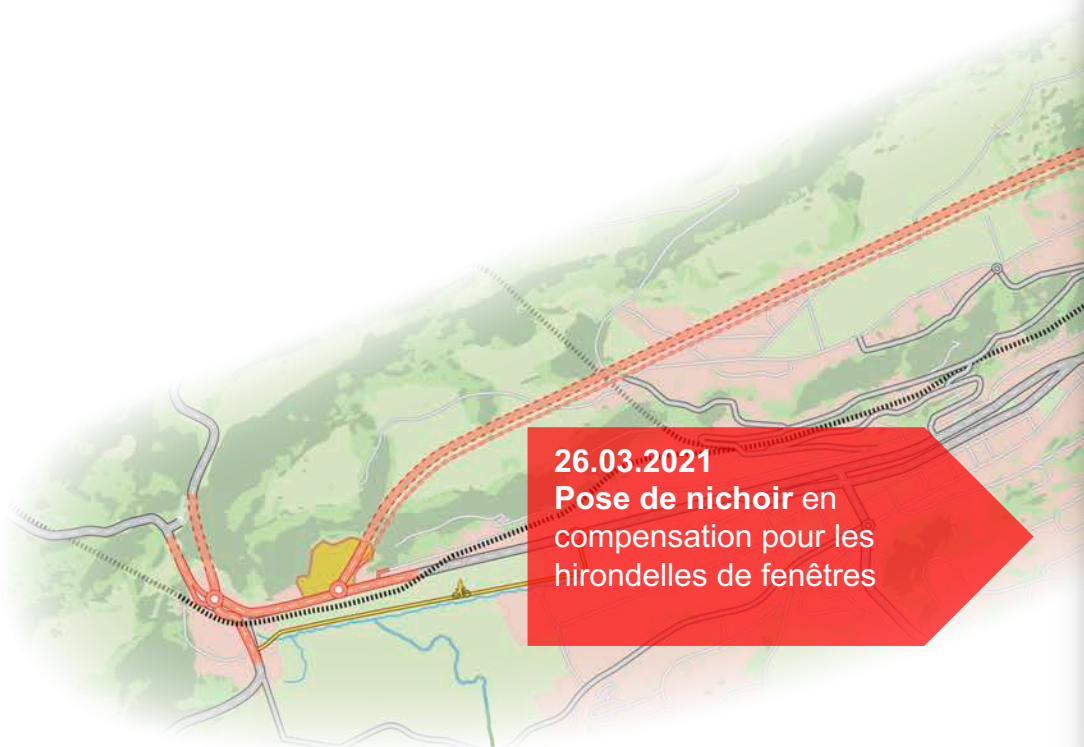 26.03.2021
Pose de nichoir en
compensation pour les
hirondelles de fenêtres